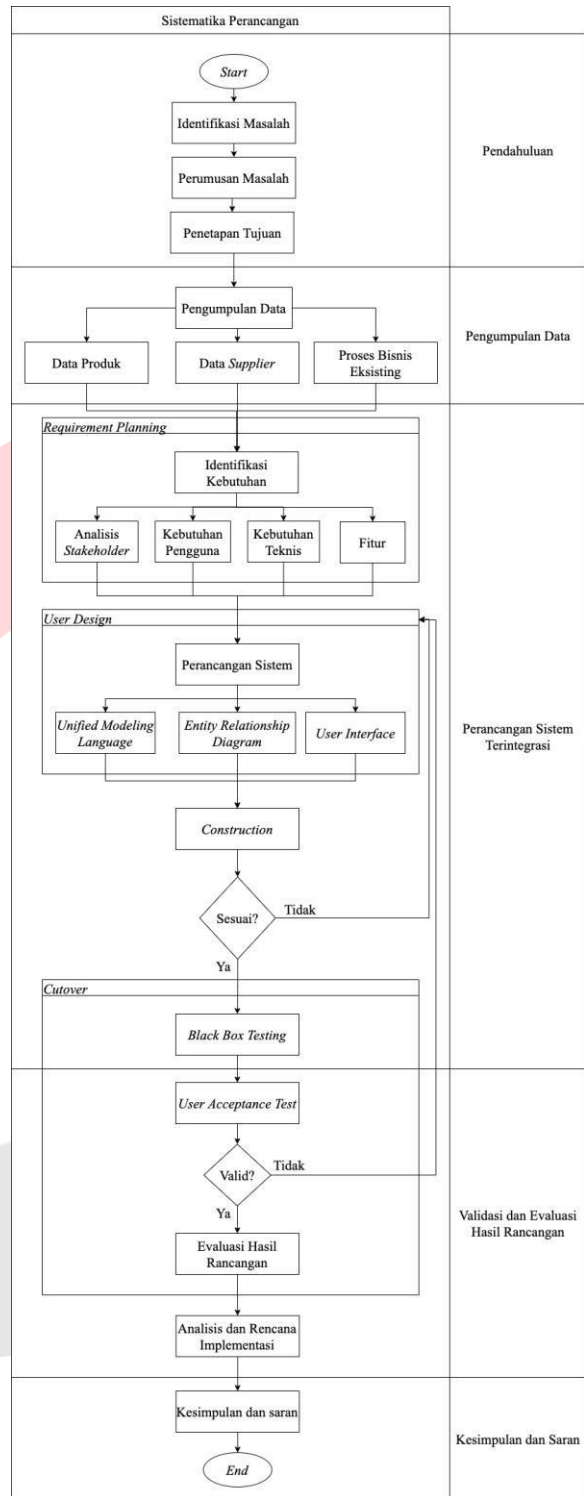 Sistematika Perancangan
Start
Identifikasi Masalah
Perumusan Masalah
Penetapan Tujuan
Pendahuluan
Pengumpulan Data
Data Produk
Data Supplier
Proses Bisnis
Eksisting
Pengumpulan Data
Requirement Planning
Identifikasi
Kebutuhan
Analisis
Stakeholder
Kebutuhan
Pengguna
Kebutuhan
Teknis
Fitur
User Design
Perancangan Sistem
Unified Modeling
Language
Entity Relationship
Diagram
User Interface
Construction
Sesuai?
Tidak
Ya
Perancangan Sistem
Terintegrasi
Cutover
Black Box Testing
User Acceptance Test
Valid?
Tidak
Ya
Evaluasi Hasil
Rancangan
Analisis dan Rencana
Implementasi
Validasi dan Evaluasi
Hasil Rancangan
Kesimpulan dan saran
End
Kesimpulan dan Saran